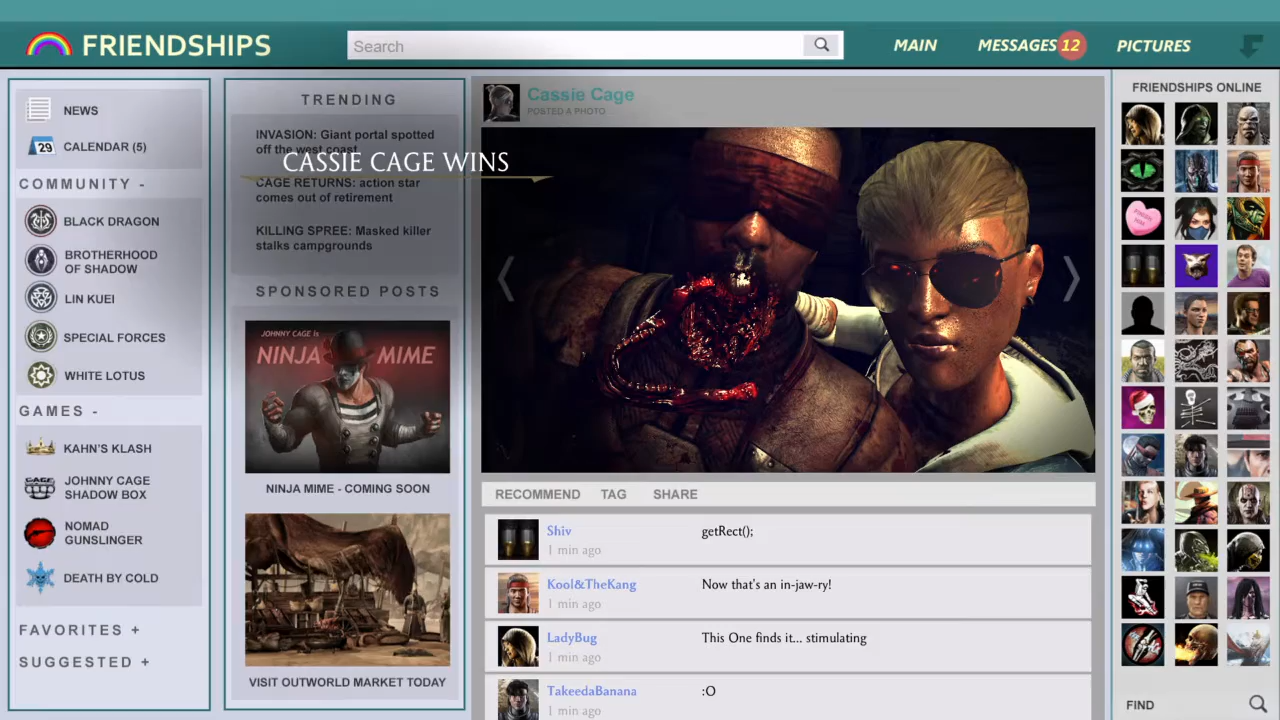 FRIENDSHIPS
Search
MAIN
MESSAGES 12
PICTURES
NEWS
29
CALENDAR (5)
COMMUNITY -
BLACK DRAGON
BROTHERHOOD
OF SHADOW
LIN KUEI
SPECIAL FORCES
WHITE LOTUS
GAMES -
KAHN'S KLASH
CAGE
JOHNNY CAGE
SHADOW BOX
NOMAD
GUNSLINGER
DEATH BY COLD
FAVORITES +
SUGGESTED +
TRENDING
INVASION: Giant portal spotted
off the west coast
CASSIE CAGE WINS
CAGE RETURNS: action star
comes out of retirement
KILLING SPREE: Masked killer
stalks campgrounds
SPONSORED POSTS
JOHNNY CAGE is
NINJA MIME
NINJA MIME - COMING SOON
VISIT OUTWORLD MARKET TODAY
Cassie Cage
POSTED A PHOTO
RECOMMEND TAG SHARE
Shiv
getRect();
1 min ago
Kool&TheKang
Now that's an in-jaw-ry!
1 min ago
LadyBug
This One finds it... stimulating
1 min ago
TakeedaBanana
:O
1 min ago
FRIENDSHIPS ONLINE
FIND